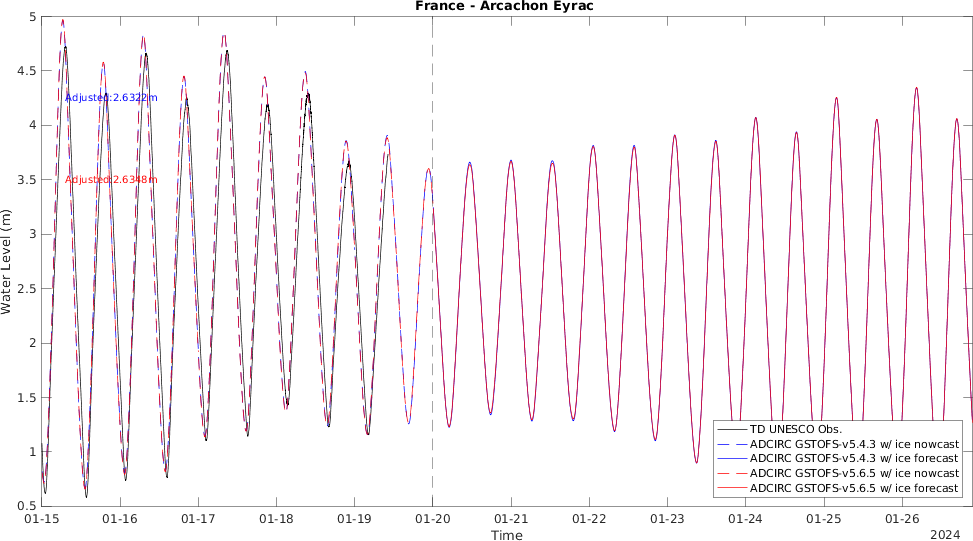 France - Arcachon Eyrac
5
4.5
4
3.5
3
2.5
2
1.5
1
0.5
Water Level (m)
Adjusted:2.6322m
Adjusted:2.6348m
TD UNESCO Obs.
ADCIRC GSTOFS-v5.4.3 w/ ice nowcast
ADCIRC GSTOFS-v5.4.3 w/ ice forecast
ADCIRC GSTOFS-v5.6.5 w/ ice nowcast
ADCIRC GSTOFS-v5.6.5 w/ ice forecast
01-15 01-16 01-17 01-18 01-19 01-20 01-21 01-22 01-23 01-24 01-25 01-26
Time
2024